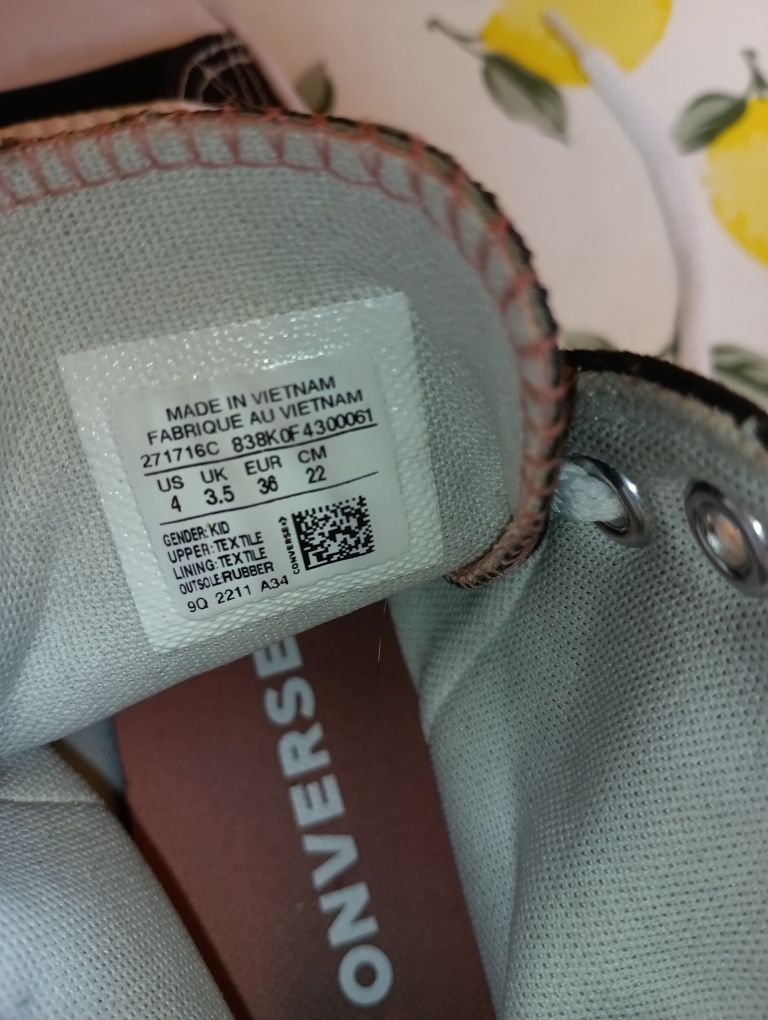 MADE IN VIETNAM
FABRIQUE AU VIETNAM
271716C 838K0F4300061
US UK EUR CM
4 3.5 36 22
GENDER:KID
UPPER:TEXTILE
LINING:TEXTILE
OUTSOLE:RUBBER
9Q 2211 A34
CONVERSE
ONVERSE